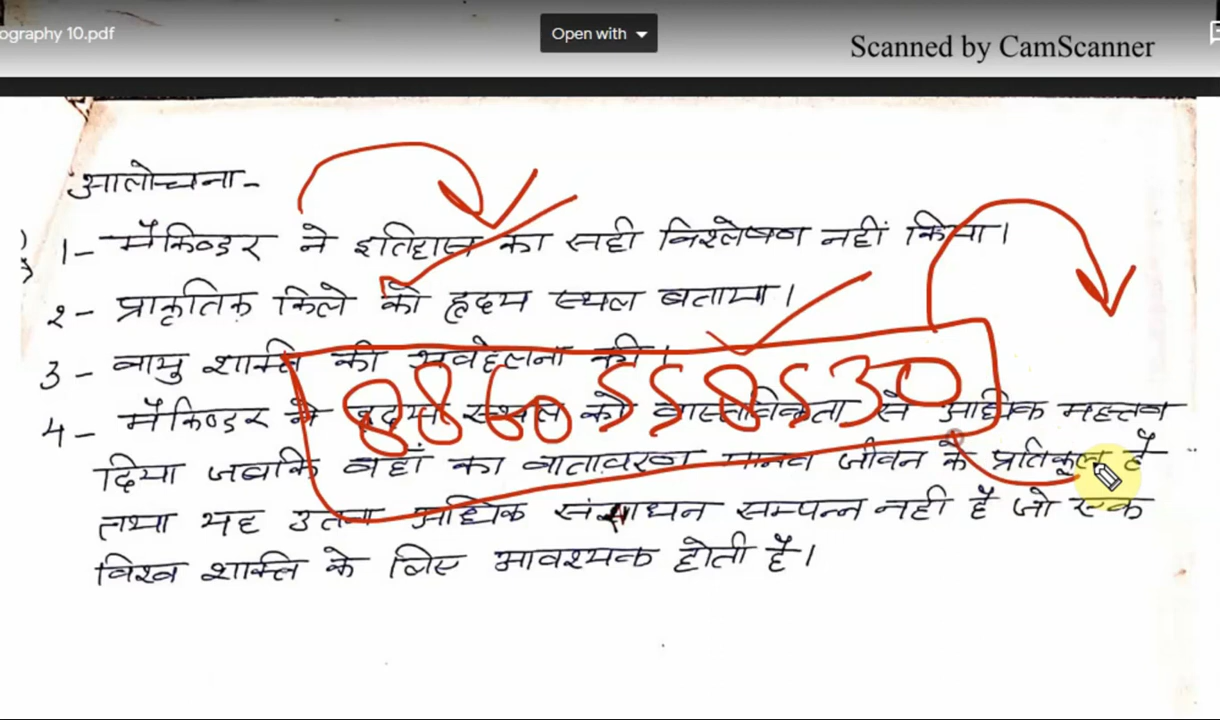 ography 10.pdf
Open with
Scanned by CamScanner
आलोचना-
1- मैकिण्डर ने इतिहास का सही विश्लेषण नहीं किया।
2- प्राकृतिक किले को हृदय स्थल बताया।
3- वायु शक्ति की अवहेलना की।
8860558530
4- मैकिण्डर ने हृदय स्थल को वास्तविकता से अधिक महत्तव
दिया जबकि वहाँ का वातावरण मानव जीवन के प्रतिकूल है
तथा यह उतना अधिक संसाधन सम्पन्न नही है जो एक
विश्व शक्ति के लिए आवश्यक होती है।